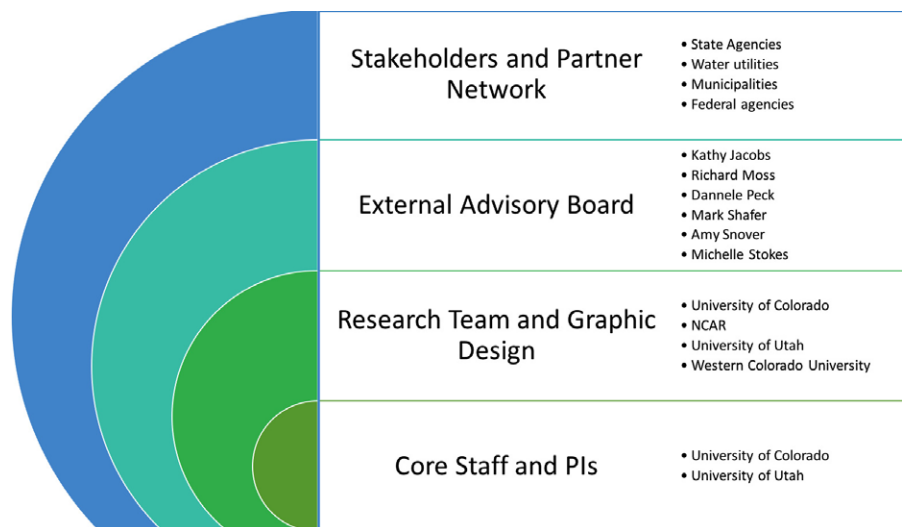 Stakeholders and Partner
Network
• State Agencies
• Water utilities
• Municipalities
• Federal agencies
External Advisory Board
• Kathy Jacobs
• Richard Moss
• Dannele Peck
• Mark Shafer
• Amy Snover
• Michelle Stokes
Research Team and Graphic
Design
• University of Colorado
• NCAR
• University of Utah
• Western Colorado University
Core Staff and PIs
• University of Colorado
• University of Utah